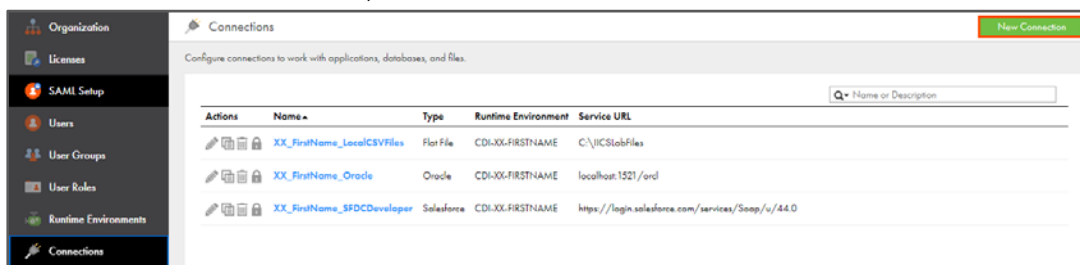 Organization
Licenses
SAML Setup
Users
User Groups
User Roles
Runtime Environments
Connections
Connections
New Connection
Configure connections to work with applications, databases, and files.
Name or Description
Actions Name Type Runtime Environment Service URL
XX_FirstName_LocalCSVFiles Flat File CDI-XX-FIRSTNAME C:\IICSLabFiles
XX_FirstName_Oracle Oracle CDI-XX-FIRSTNAME localhost:1521/orcl
XX_FirstName_SFDCDeveloper Salesforce CDI-XX-FIRSTNAME https://login.salesforce.com/services/Soap/u/44.0